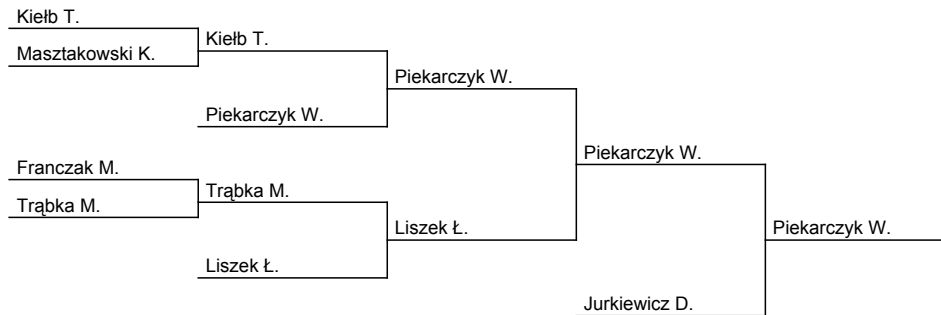 Kiełb T.
Masztakowski K.
Kiełb T.
Piekarczyk W.
Piekarczyk W.
Franczak M.
Trąbka M.
Trąbka M.
Liszek Ł.
Liszek Ł.
Piekarczyk W.
Jurkiewicz D.
Piekarczyk W.